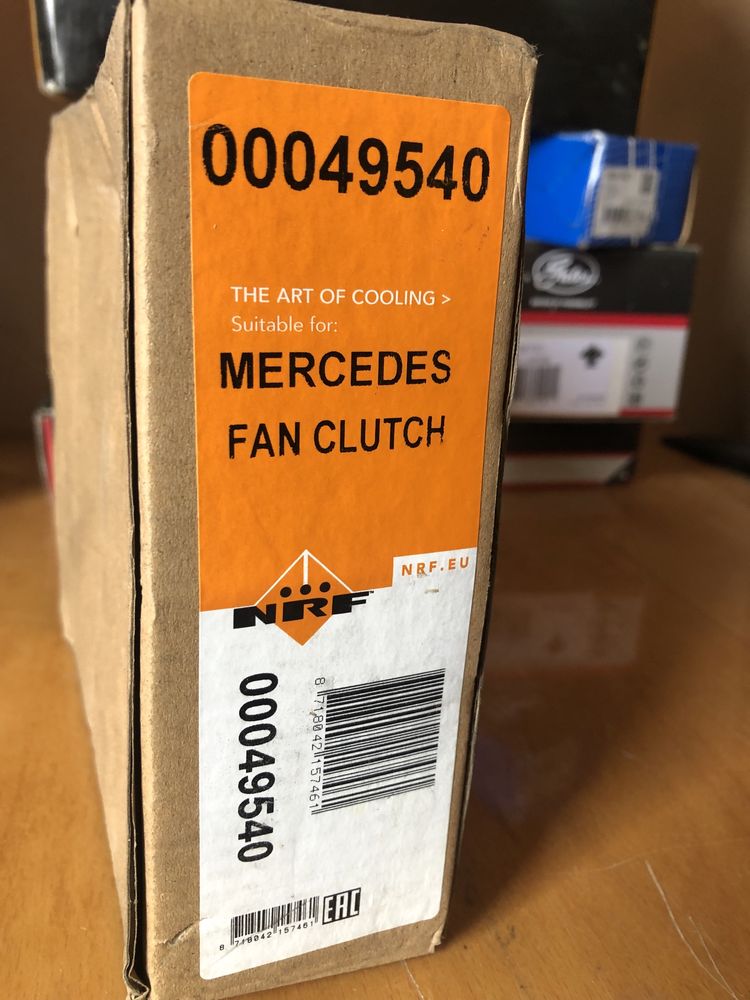 00049540
THE ART OF COOLING >
Suitable for:
MERCEDES
FAN CLUTCH
NRF.EU
NRF
00049540
8 718042 157461
8 718042 157461
EAC
Gates